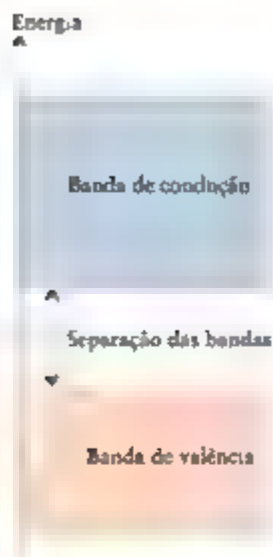 Energia
Banda de condução
Separação das bandas
Banda de valência